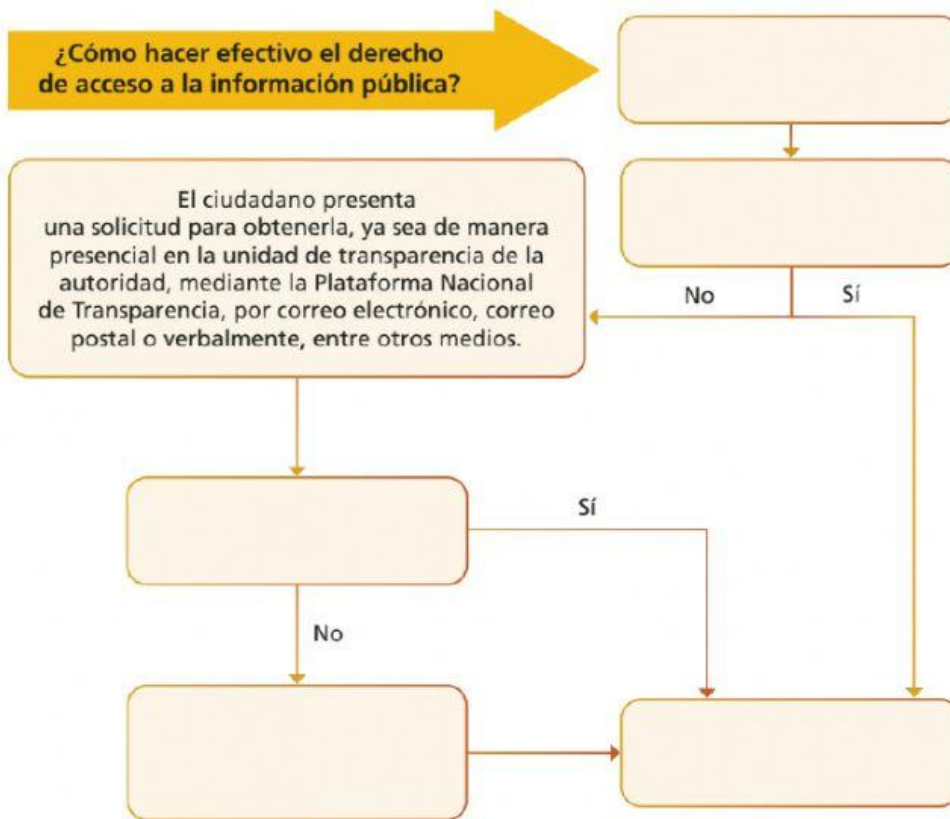 ¿Cómo hacer efectivo el derecho
de acceso a la información pública?
El ciudadano presenta
una solicitud para obtenerla, ya sea de manera
presencial en la unidad de transparencia de la
autoridad, mediante la Plataforma Nacional
de Transparencia, por correo electrónico, correo
postal o verbalmente, entre otros medios.
No
Sí
Sí
No